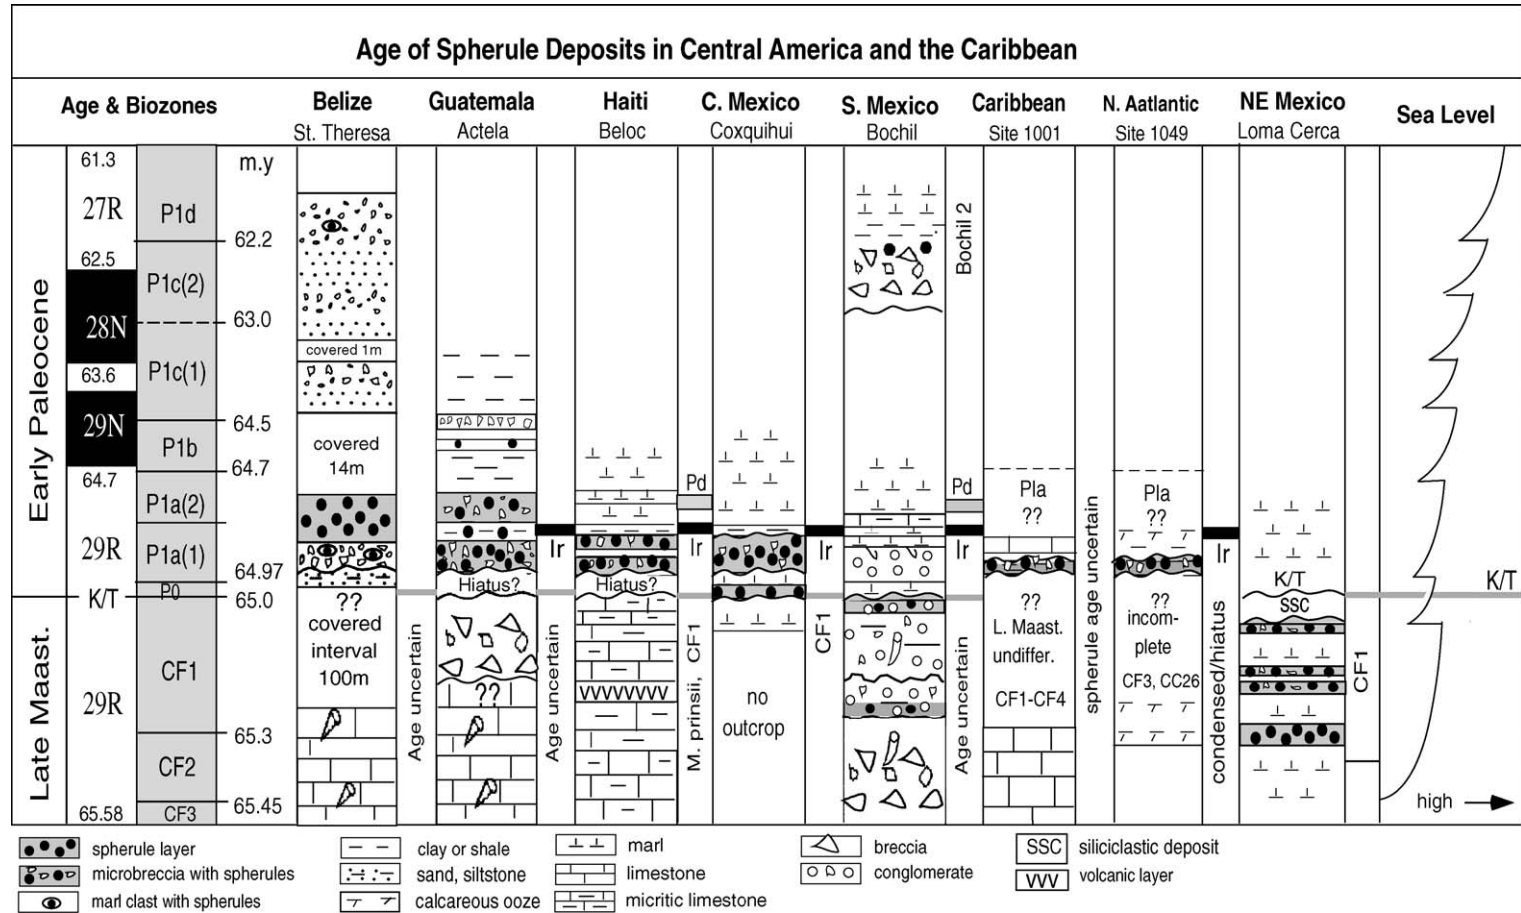 Age of Spherule Deposits in Central America and the Caribbean
Age & Biozones
Belize
St. Theresa
Guatemala
Actela
Haiti
Beloc
C. Mexico
Coxquihui
S. Mexico
Bochil
Caribbean
Site 1001
N. Aatlantic
Site 1049
NE Mexico
Loma Cerca
Sea Level
Early Paleocene
Late Maast.
61.3
27R
62.5
28N
63.6
29N
64.7
29R
K/T
29R
65.58
P1d
P1c(2)
P1c(1)
P1b
P1a(2)
P1a(1)
P0
CF1
CF2
CF3
m.y
62.2
63.0
64.5
64.7
64.97
65.0
65.3
65.45
covered 1m
covered
14m
??
covered
interval
100m
Age uncertain
Hiatus?
??
Ir
Age uncertain
Hiatus?
Pd
Ir
M. prinsii, CF1
no
outcrop
Ir
CF1
Bochil 2
Pd
Ir
Age uncertain
Pla
??
??
L. Maast.
undiffer.
CF1-CF4
spherule age uncertain
Pla
??
??
incom-
plete
CF3, CC26
Ir
condensed/hiatus
K/T
SSC
CF1
K/T
high
spherule layer
microbreccia with spherules
marl clast with spherules
clay or shale
sand, siltstone
calcareous ooze
marl
limestone
micritic limestone
breccia
conglomerate
SSC siliciclastic deposit
volcanic layer